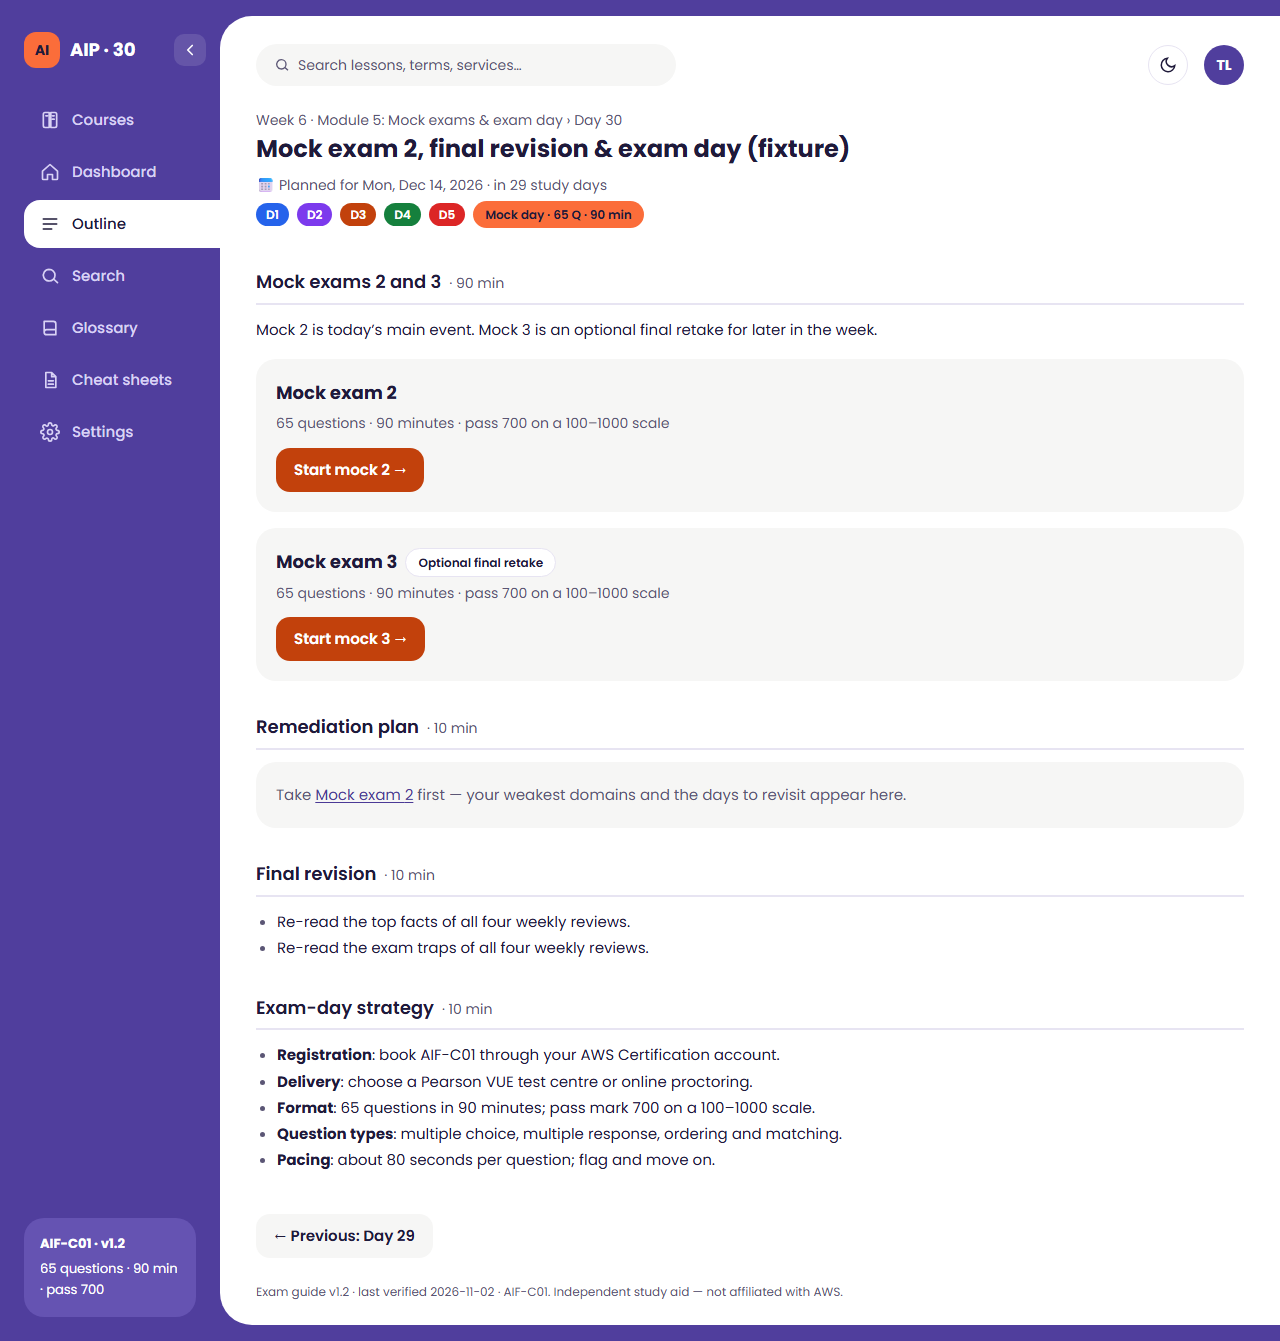 AI
AIP · 30
Courses
Dashboard
Outline
Search
Glossary
Cheat sheets
Settings
AIF-C01 · v1.2
65 questions · 90 min
· pass 700
Search lessons, terms, services...
TL
Week 6 · Module 5: Mock exams & exam day › Day 30
Mock exam 2, final revision & exam day (fixture)
Planned for Mon, Dec 14, 2026 · in 29 study days
D1 D2 D3 D4 D5 Mock day · 65 Q · 90 min
Mock exams 2 and 3 · 90 min
Mock 2 is today's main event. Mock 3 is an optional final retake for later in the week.
Mock exam 2
65 questions · 90 minutes · pass 700 on a 100–1000 scale
Start mock 2 →
Mock exam 3 Optional final retake
65 questions · 90 minutes · pass 700 on a 100–1000 scale
Start mock 3 →
Remediation plan · 10 min
Take Mock exam 2 first — your weakest domains and the days to revisit appear here.
Final revision · 10 min
• Re-read the top facts of all four weekly reviews.
• Re-read the exam traps of all four weekly reviews.
Exam-day strategy · 10 min
• Registration: book AIF-C01 through your AWS Certification account.
• Delivery: choose a Pearson VUE test centre or online proctoring.
• Format: 65 questions in 90 minutes; pass mark 700 on a 100–1000 scale.
• Question types: multiple choice, multiple response, ordering and matching.
• Pacing: about 80 seconds per question; flag and move on.
← Previous: Day 29
Exam guide v1.2 · last verified 2026-11-02 · AIF-C01. Independent study aid — not affiliated with AWS.